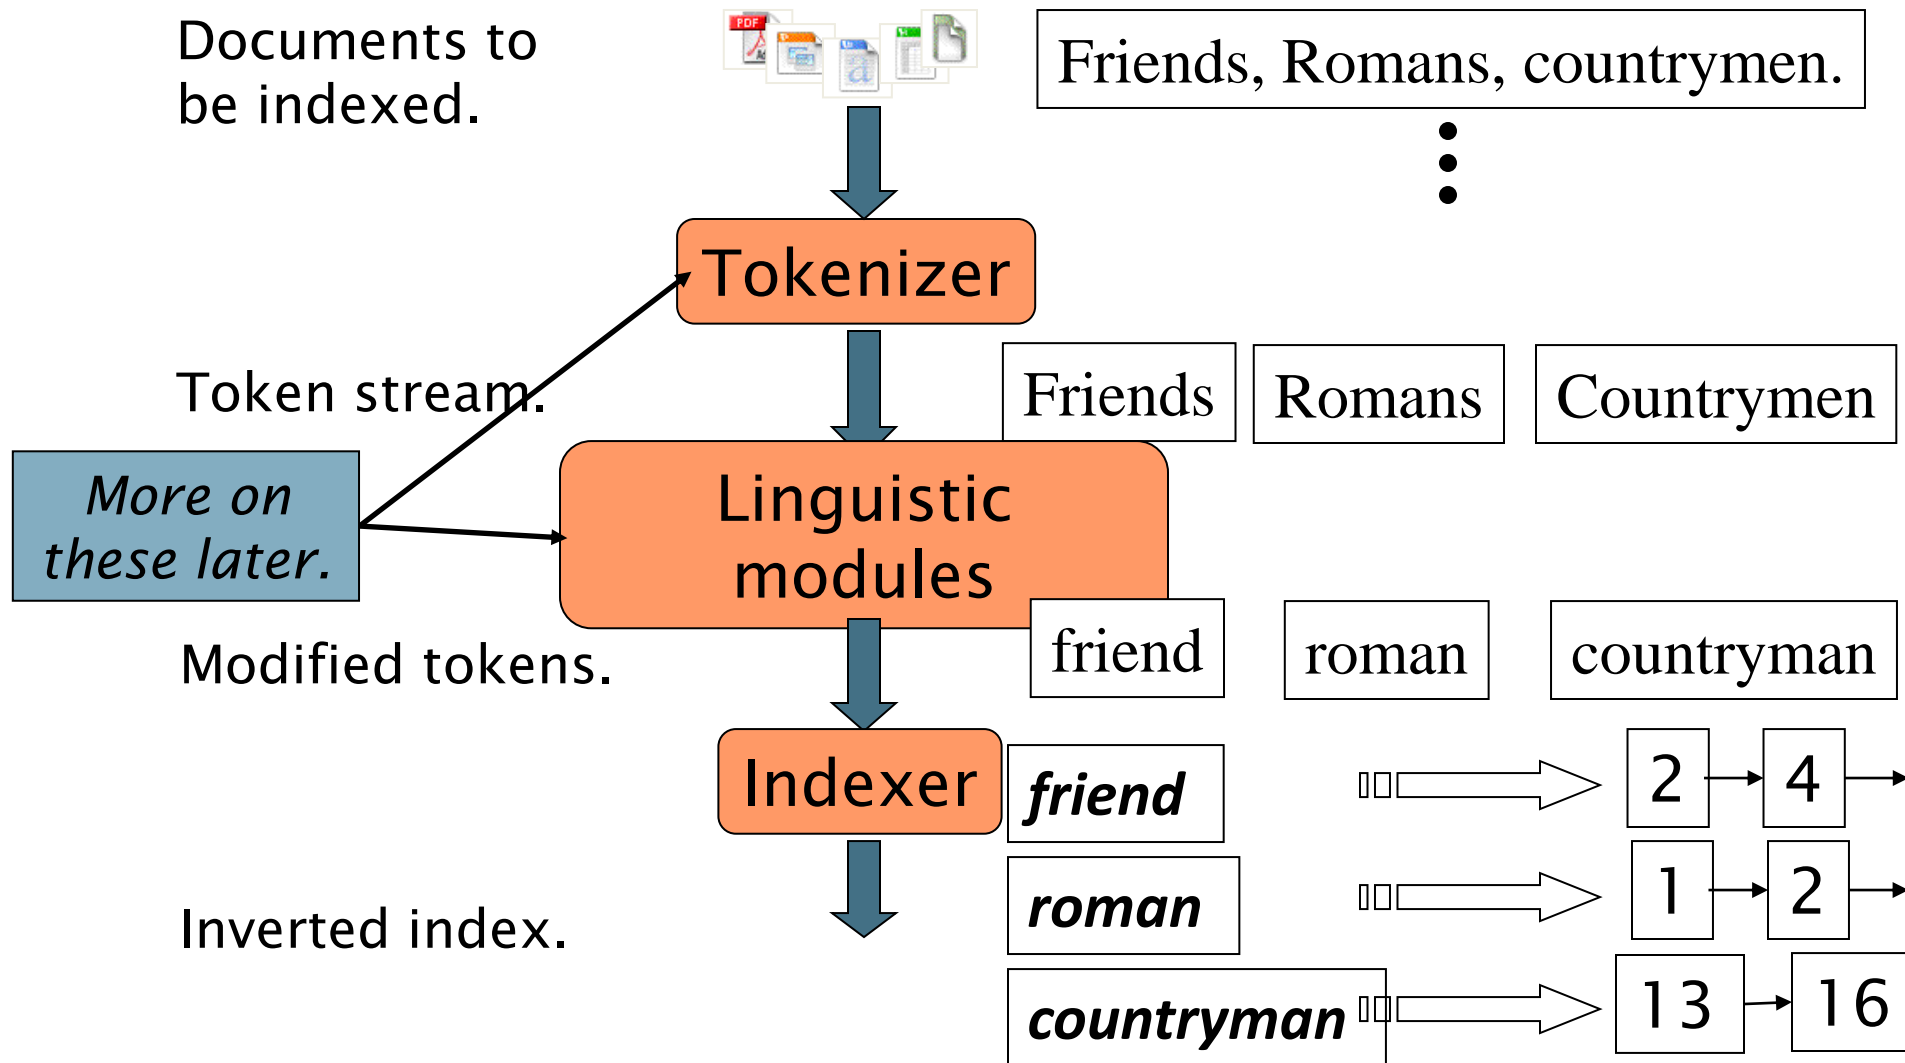 Documents to
be indexed.
PDF
Friends, Romans, countrymen.
Tokenizer
Token stream.
Friends
Romans
Countrymen
More on
these later.
Linguistic
modules
Modified tokens.
friend
roman
countryman
Indexer
friend
2
4
roman
1
2
Inverted index.
countryman
13
16